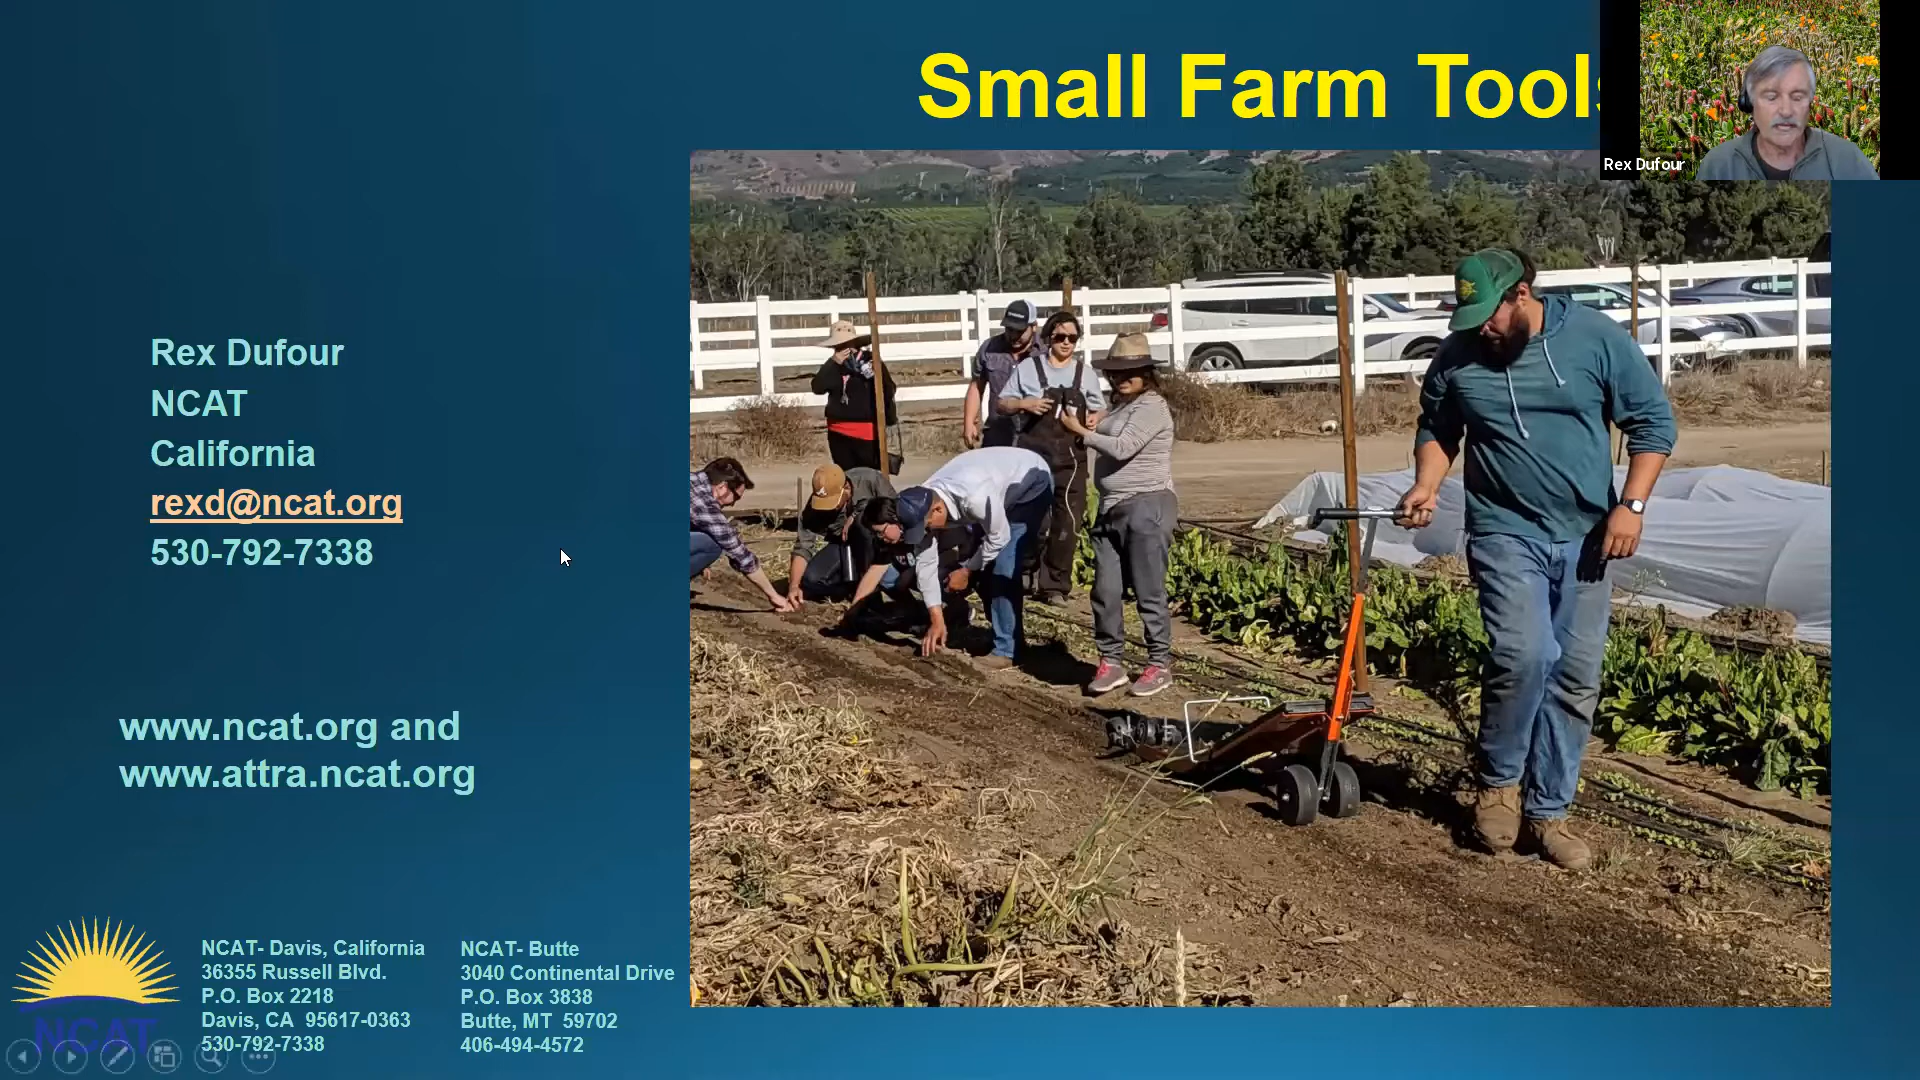 Small Farm Tools
Rex Dufour
Rex Dufour
NCAT
California
rexd@ncat.org
530-792-7338
www.ncat.org and
www.attra.ncat.org
NCAT
NCAT- Davis, California
36355 Russell Blvd.
P.O. Box 2218
Davis, CA 95617-0363
530-792-7338
NCAT- Butte
3040 Continental Drive
P.O. Box 3838
Butte, MT 59702
406-494-4572